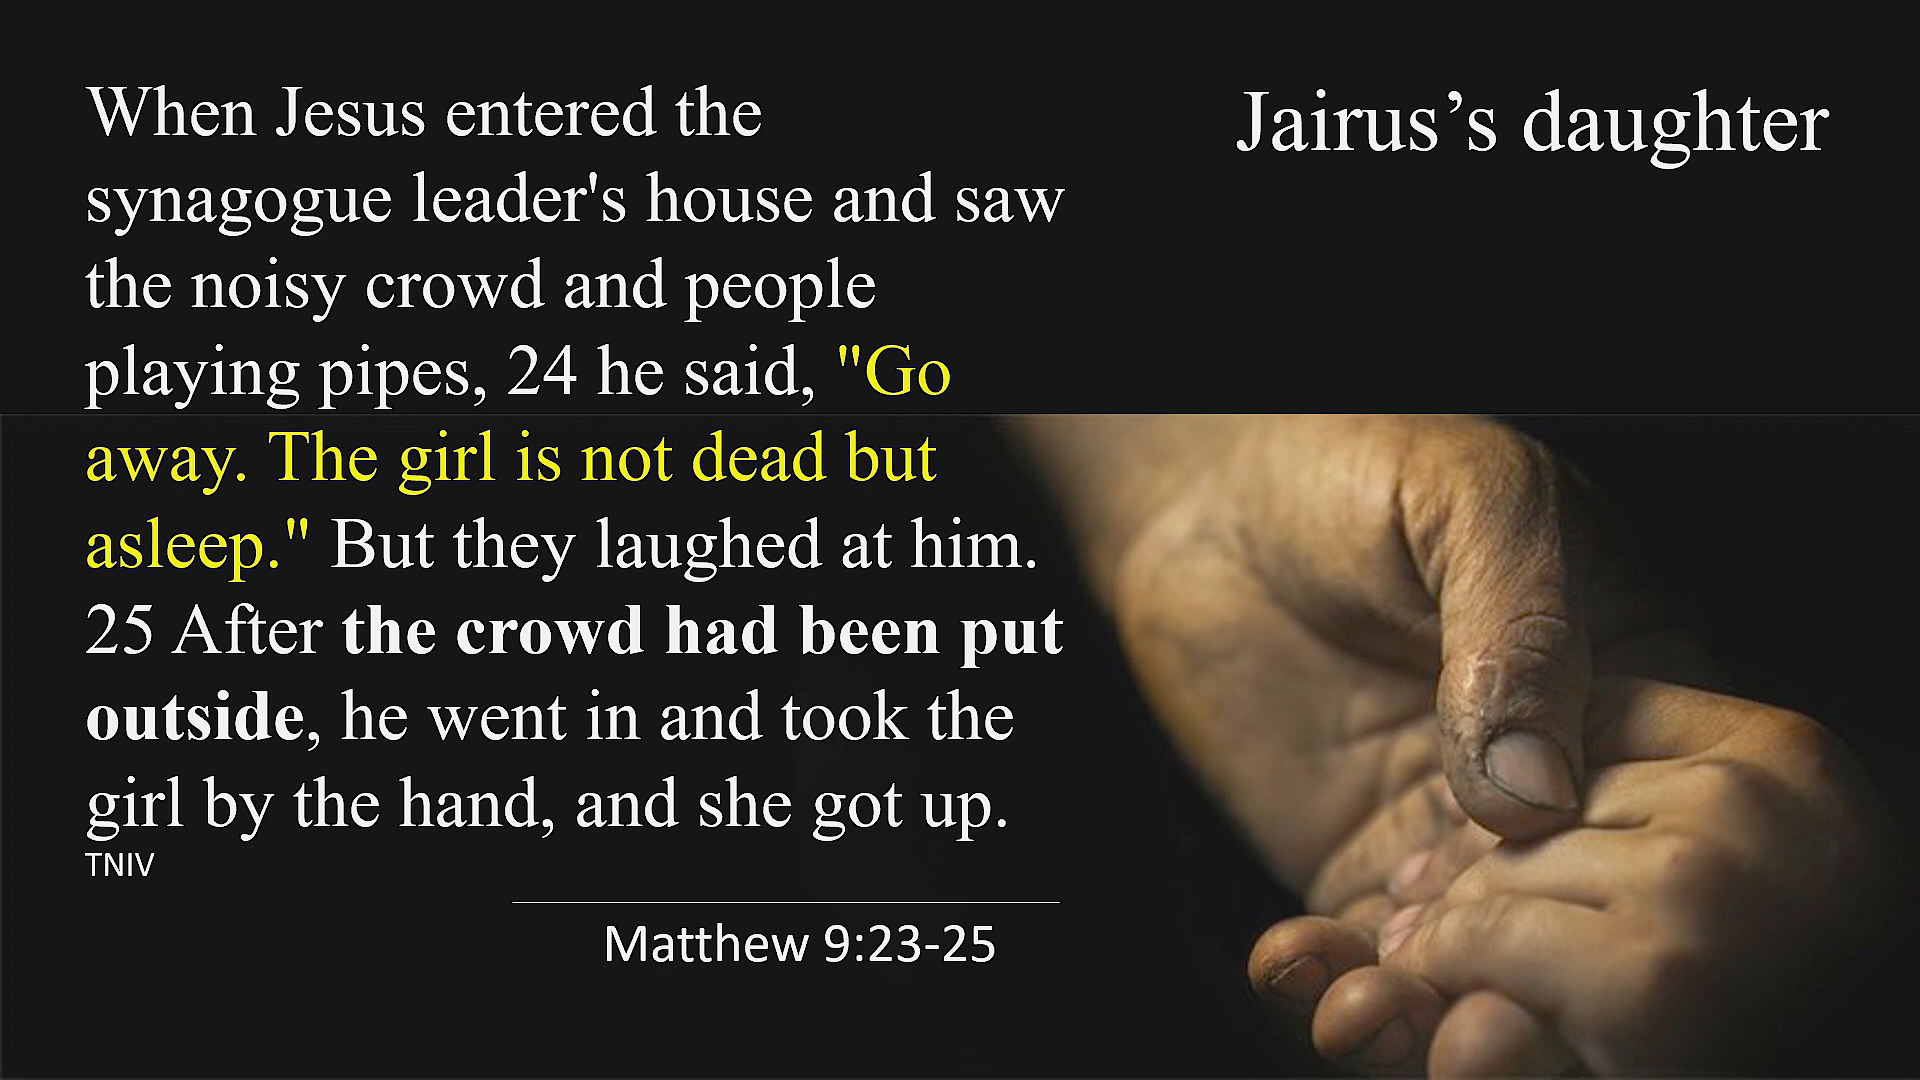 Jairus’s daughter
When Jesus entered the
synagogue leader's house and saw
the noisy crowd and people
playing pipes, 24 he said, "Go
away. The girl is not dead but
asleep." But they laughed at him.
25 After the crowd had been put
outside, he went in and took the
girl by the hand, and she got up.
TNIV
Matthew 9:23-25